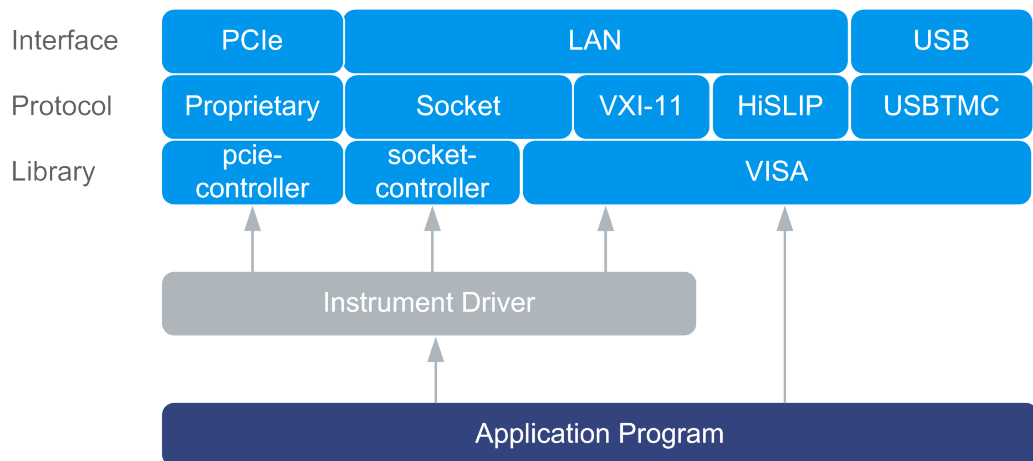 Interface PCIe LAN USB
Protocol Proprietary Socket VXI-11 HiSLIP USBTMC
Library pcie-
controller socket-
controller VISA
Instrument Driver
Application Program